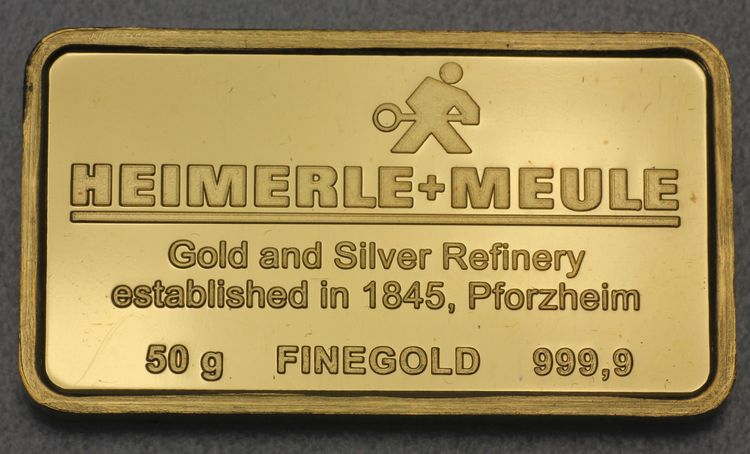 HEIMERLE+MEULE
Gold and Silver Refinery
established in 1845, Pforzheim
50 g FINEGOLD 999,9